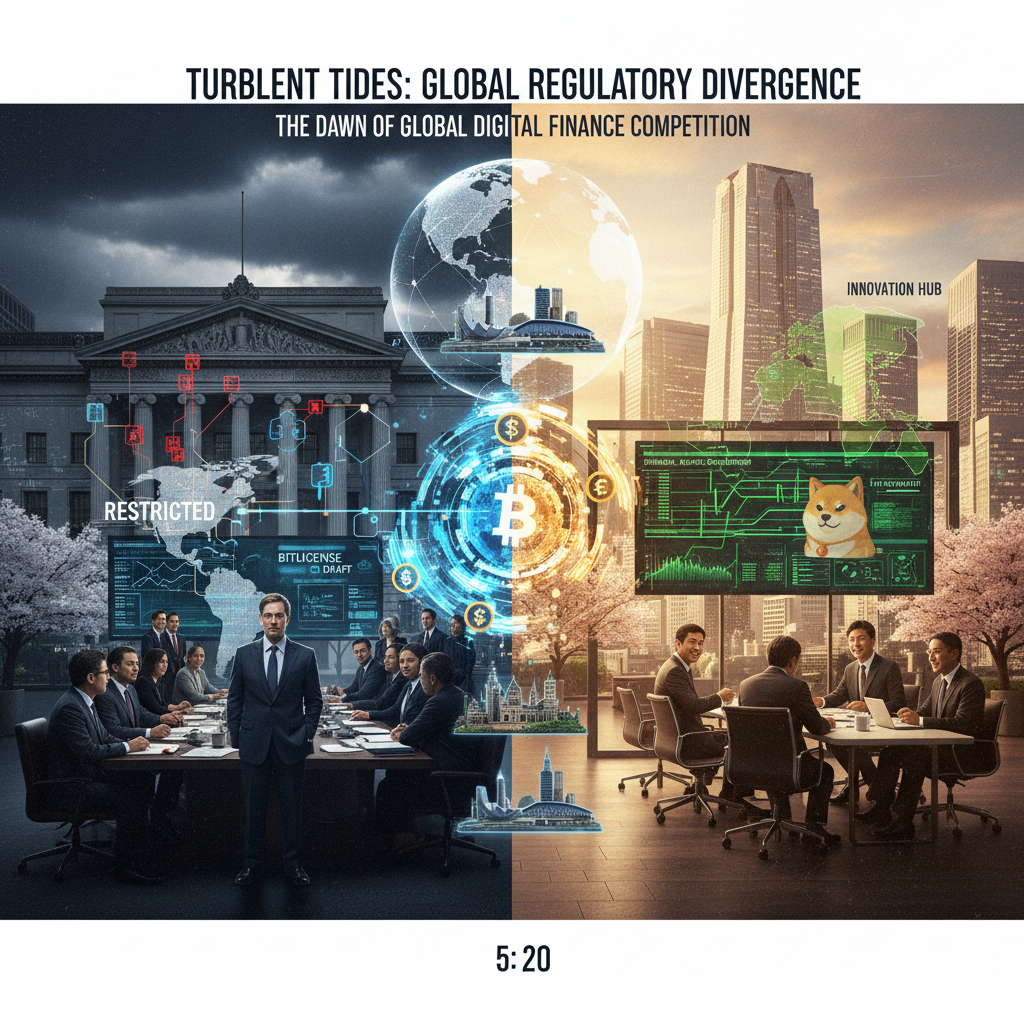 TURBLENT TIDES: GLOBAL REGULATORY DIVERGENCE
THE DAWN OF GLOBAL DIGITAL FINANCE COMPETITION
INNOVATION HUB
RESTRICTED
BITLICENSE
DRAFT
5:20